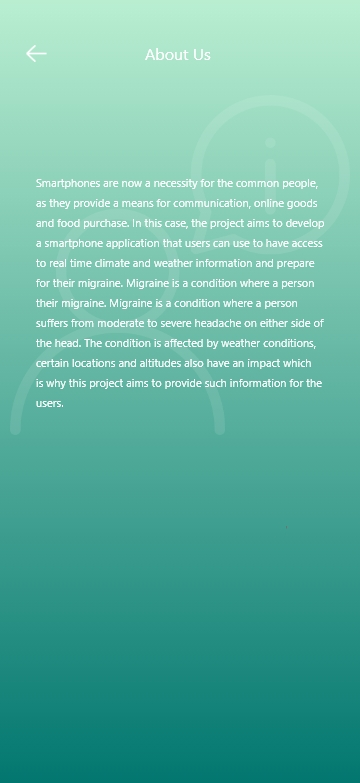 About Us
Smartphones are now a necessity for the common people,
as they provide a means for communication, online goods
and food purchase. In this case, the project aims to develop
a smartphone application that users can use to have access
to real time climate and weather information and prepare
for their migraine. Migraine is a condition where a person
their migraine. Migraine is a condition where a person
suffers from moderate to severe headache on either side of
the head. The condition is affected by weather conditions,
certain locations and altitudes also have an impact which
is why this project aims to provide such information for the
users.